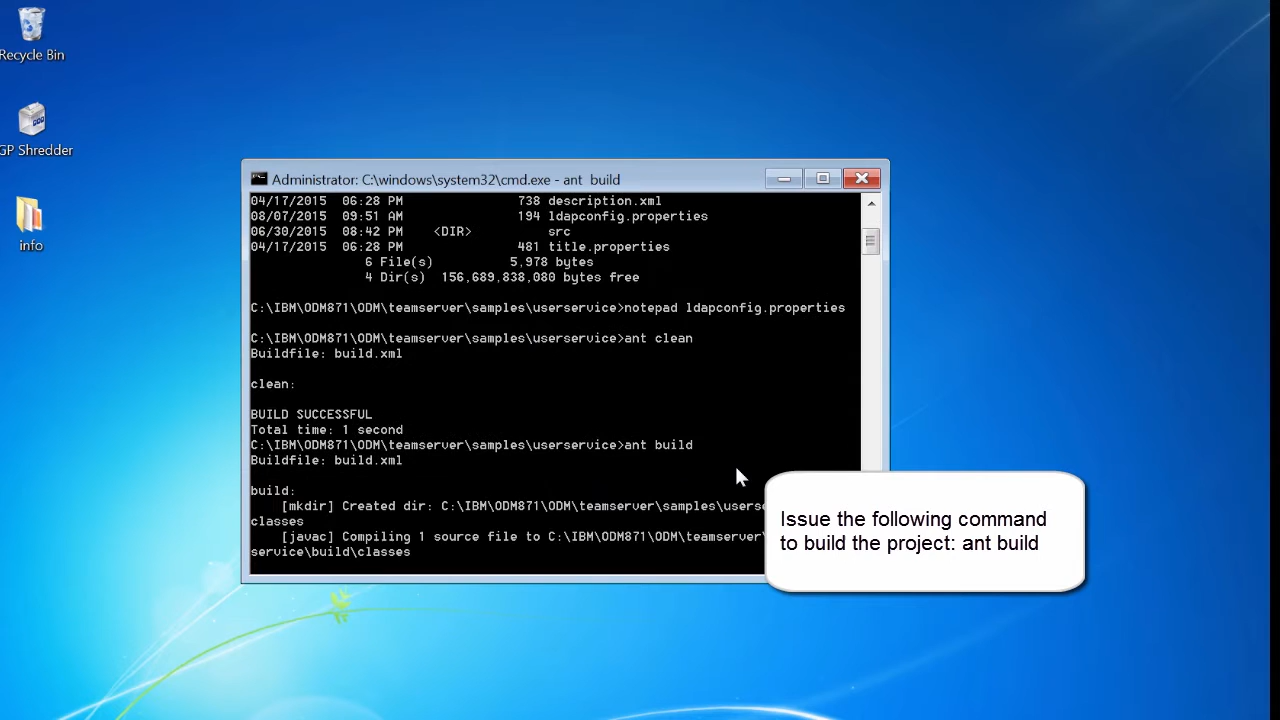 Recycle Bin
GP Shredder
info
Administrator: C:\windows\system32\cmd.exe - ant  build
04/17/2015  06:28 PM               738 description.xml
08/07/2015  09:51 AM               194 ldapconfig.properties
06/30/2015  08:42 PM    <DIR>          src
04/17/2015  06:28 PM               481 title.properties
6 File(s)          5,978 bytes
4 Dir(s)  156,689,838,080 bytes free
C:\IBM\ODM871\ODM\teamserver\samples\userservice>notepad ldapconfig.properties
C:\IBM\ODM871\ODM\teamserver\samples\userservice>ant clean
Buildfile: build.xml
clean:
BUILD SUCCESSFUL
Total time: 1 second
C:\IBM\ODM871\ODM\teamserver\samples\userservice>ant build
Buildfile: build.xml
build:
[mkdir] Created dir: C:\IBM\ODM871\ODM\teamserver\samples\userse
classes
[javac] Compiling 1 source file to C:\IBM\ODM871\ODM\teamserver\
service\build\classes
Issue the following command
to build the project: ant build